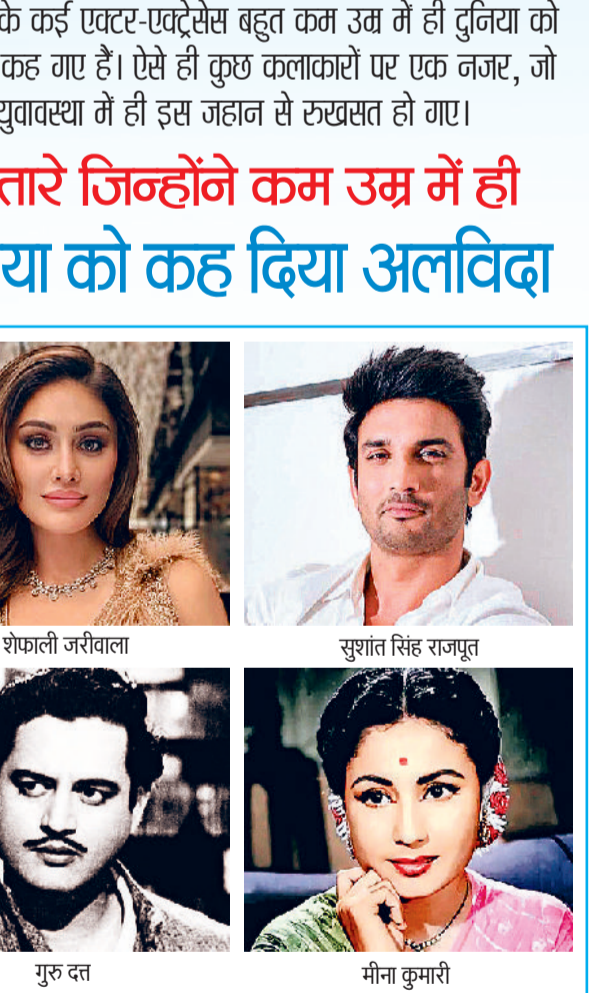 के कई एक्टर-एक्ट्रेसेस बहुत कम उम्र में ही दुनिया को
कह गए हैं। ऐसे ही कुछ कलाकारों पर एक नजर, जो
युवावस्था में ही इस जहान से रुखसत हो गए।
तारे जिन्होंने कम उम्र में ही
या को कह दिया अलविदा
शेफाली जरीवाला
सुशांत सिंह राजपूत
गुरु दत्त
मीना कुमारी